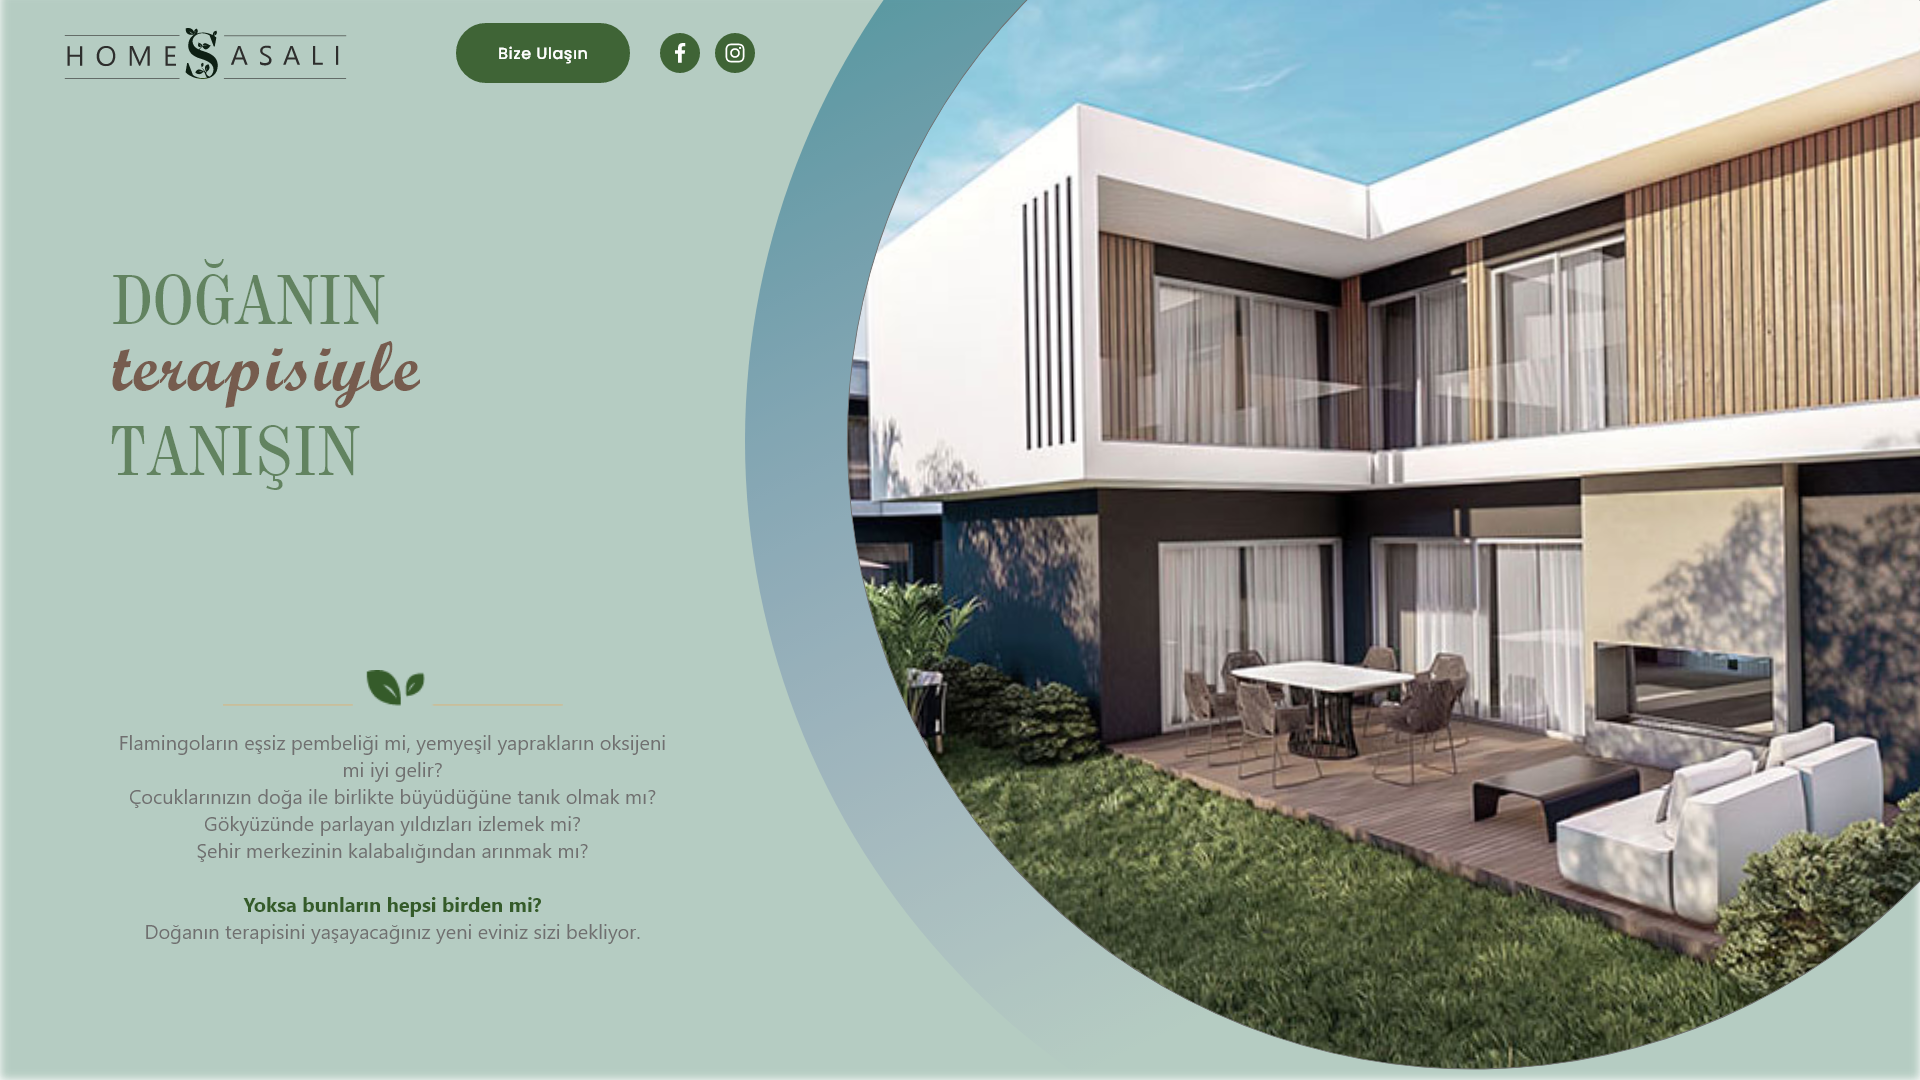 HOME S ASALI
Bize Ulaşın
DOĞANIN
terapisiyle
TANIŞIN
Flamingoların eşsiz pembeliği mi, yemyeşil yaprakların oksijeni
mi iyi gelir?
Çocuklarınızın doğa ile birlikte büyüdüğüne tanık olmak mı?
Gökyüzünde parlayan yıldızları izlemek mi?
Şehir merkezinin kalabalığından arınmak mı?
Yoksa bunların hepsi birden mi?
Doğanın terapisini yaşayacağınız yeni eviniz sizi bekliyor.